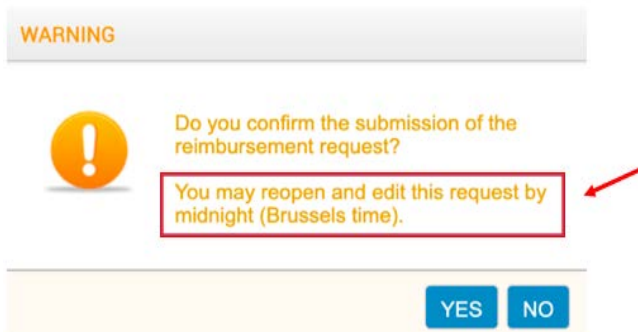 WARNING
Do you confirm the submission of the
reimbursement request?
You may reopen and edit this request by
midnight (Brussels time).
YES NO